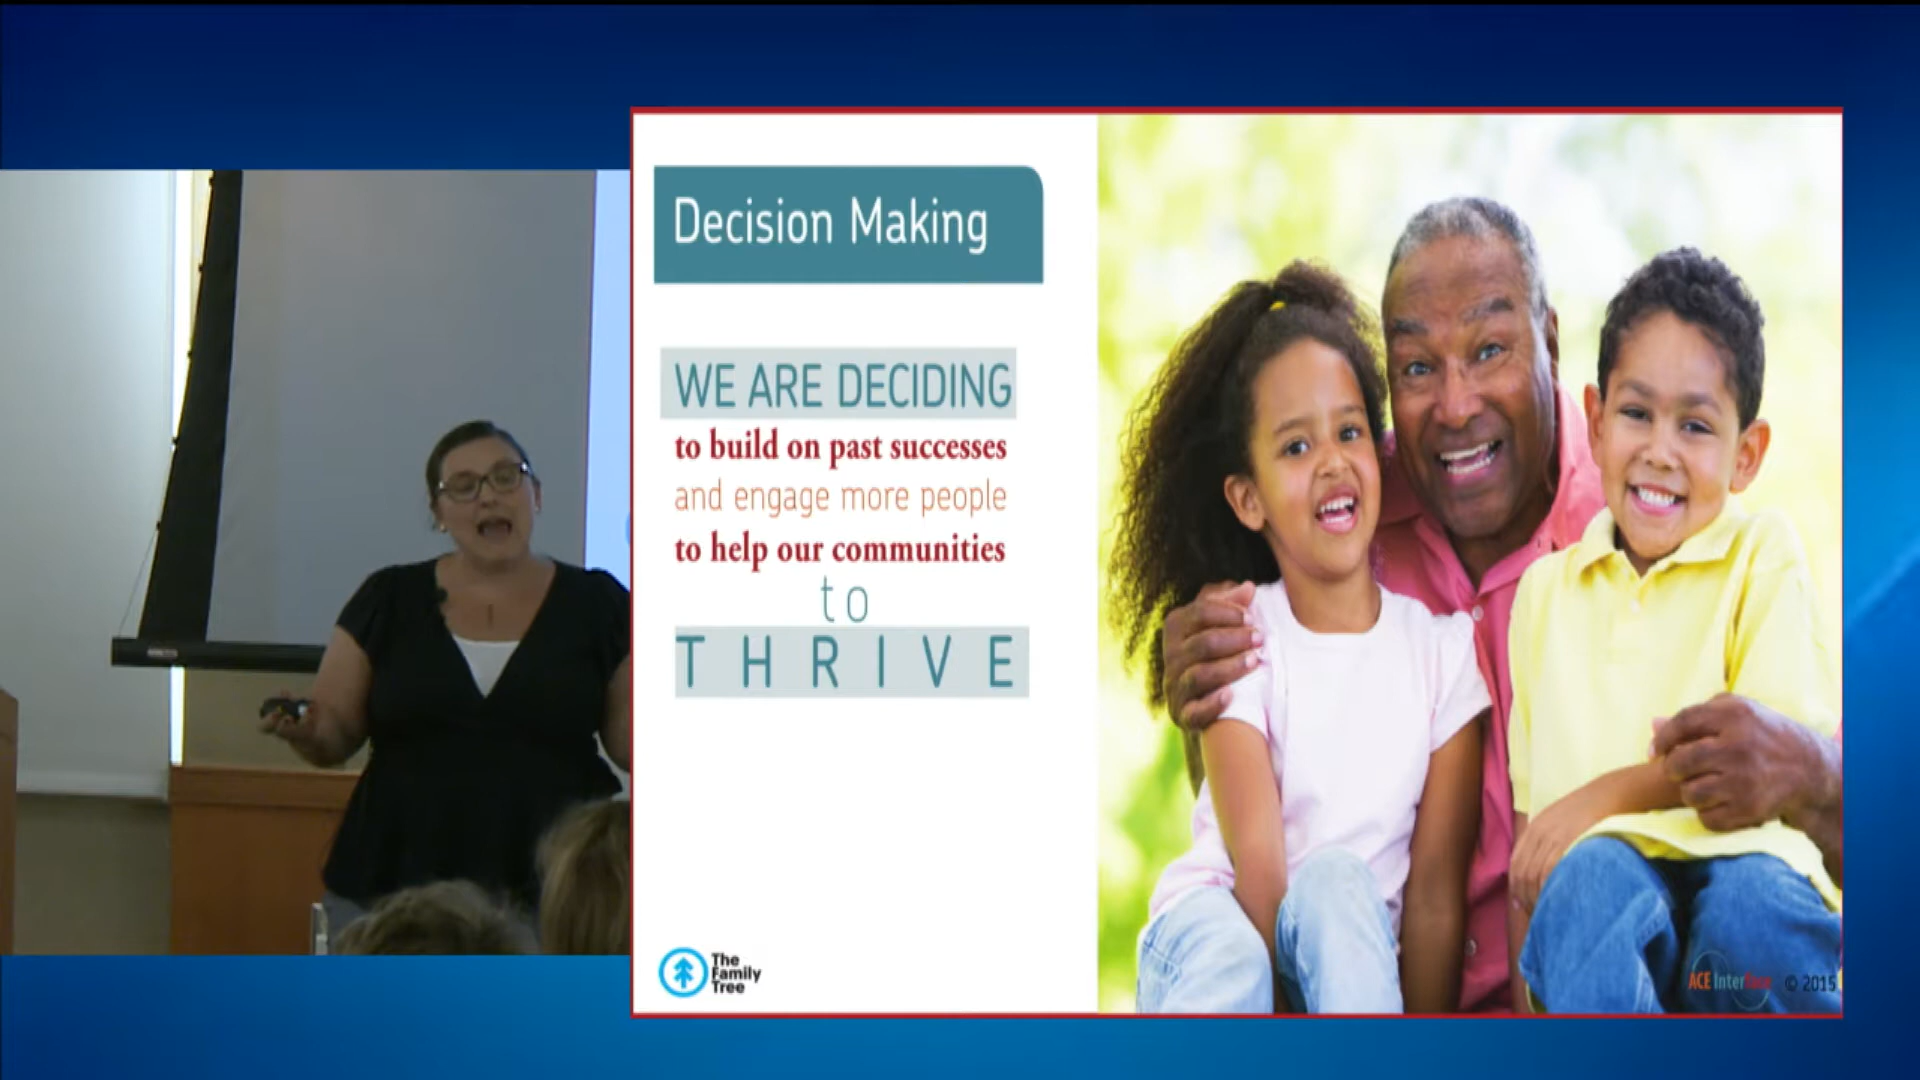 Decision Making
WE ARE DECIDING
to build on past successes
and engage more people
to help our communities
to
THRIVE
The
Family
Tree
ACE Interface © 2015